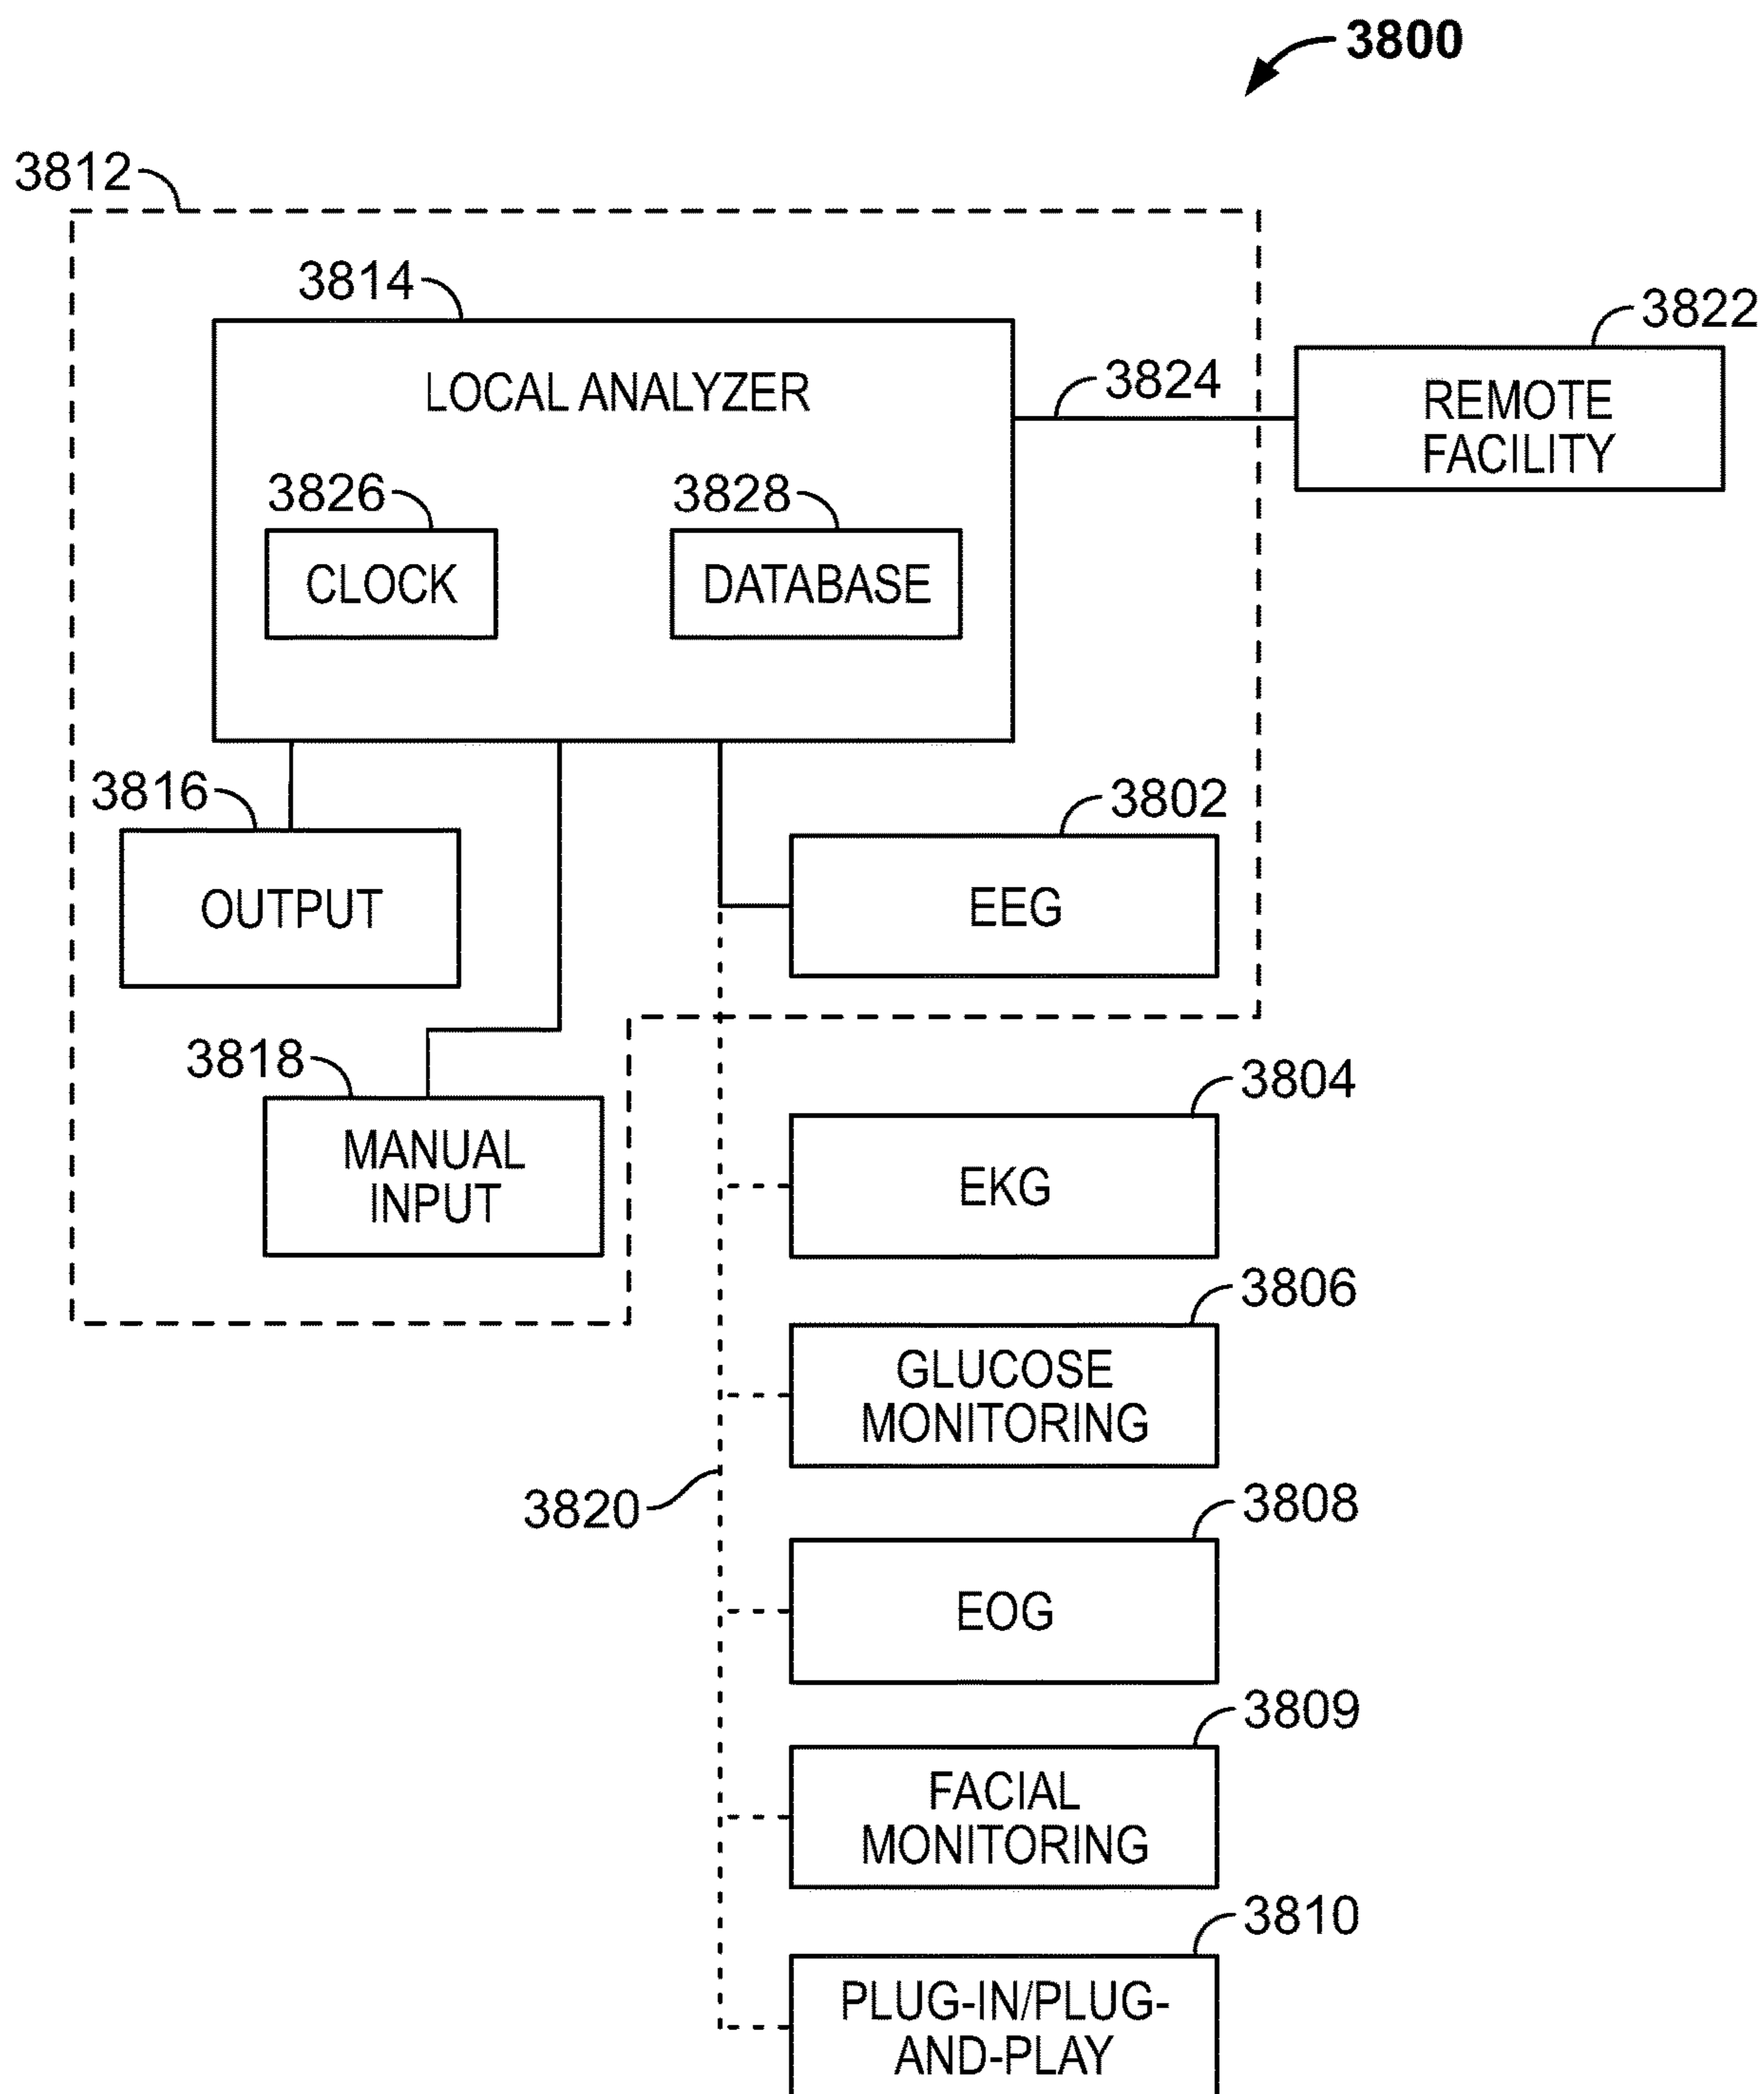 3800
3812
3814
3822
LOCAL ANALYZER
3824
REMOTE
FACILITY
3826
3828
CLOCK
DATABASE
3816
3802
OUTPUT
EEG
3818
3804
MANUAL
INPUT
EKG
3806
GLUCOSE
MONITORING
3820
3808
EOG
3809
FACIAL
MONITORING
3810
PLUG-IN/PLUG-
AND-PLAY